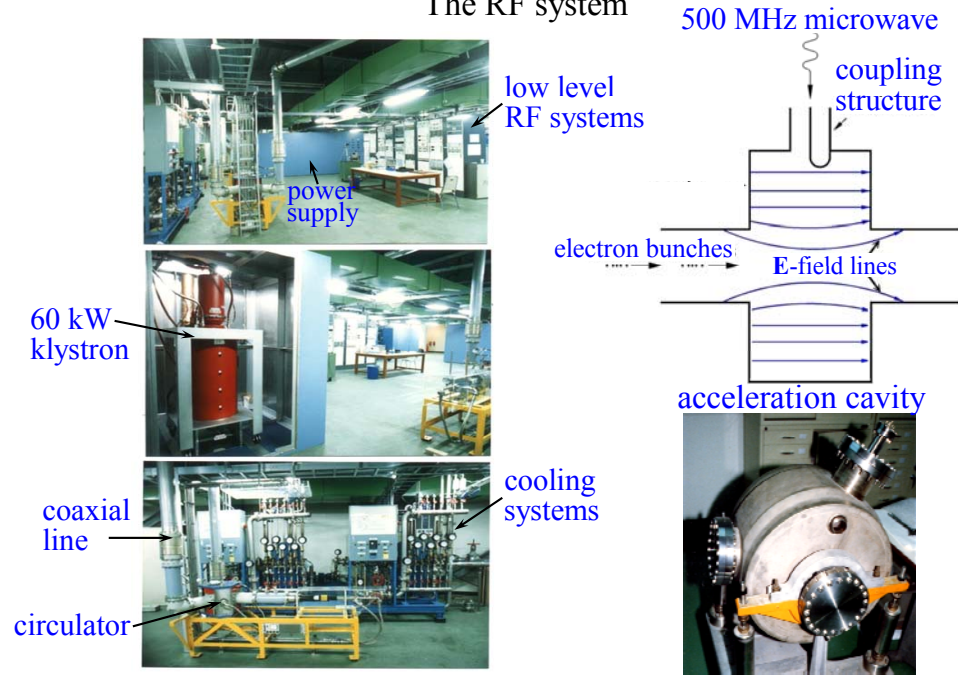 The RF system
500 MHz microwave
low level
RF systems
coupling
structure
power
supply
electron bunches
E-field lines
60 kW
klystron
acceleration cavity
coaxial
line
cooling
systems
circulator